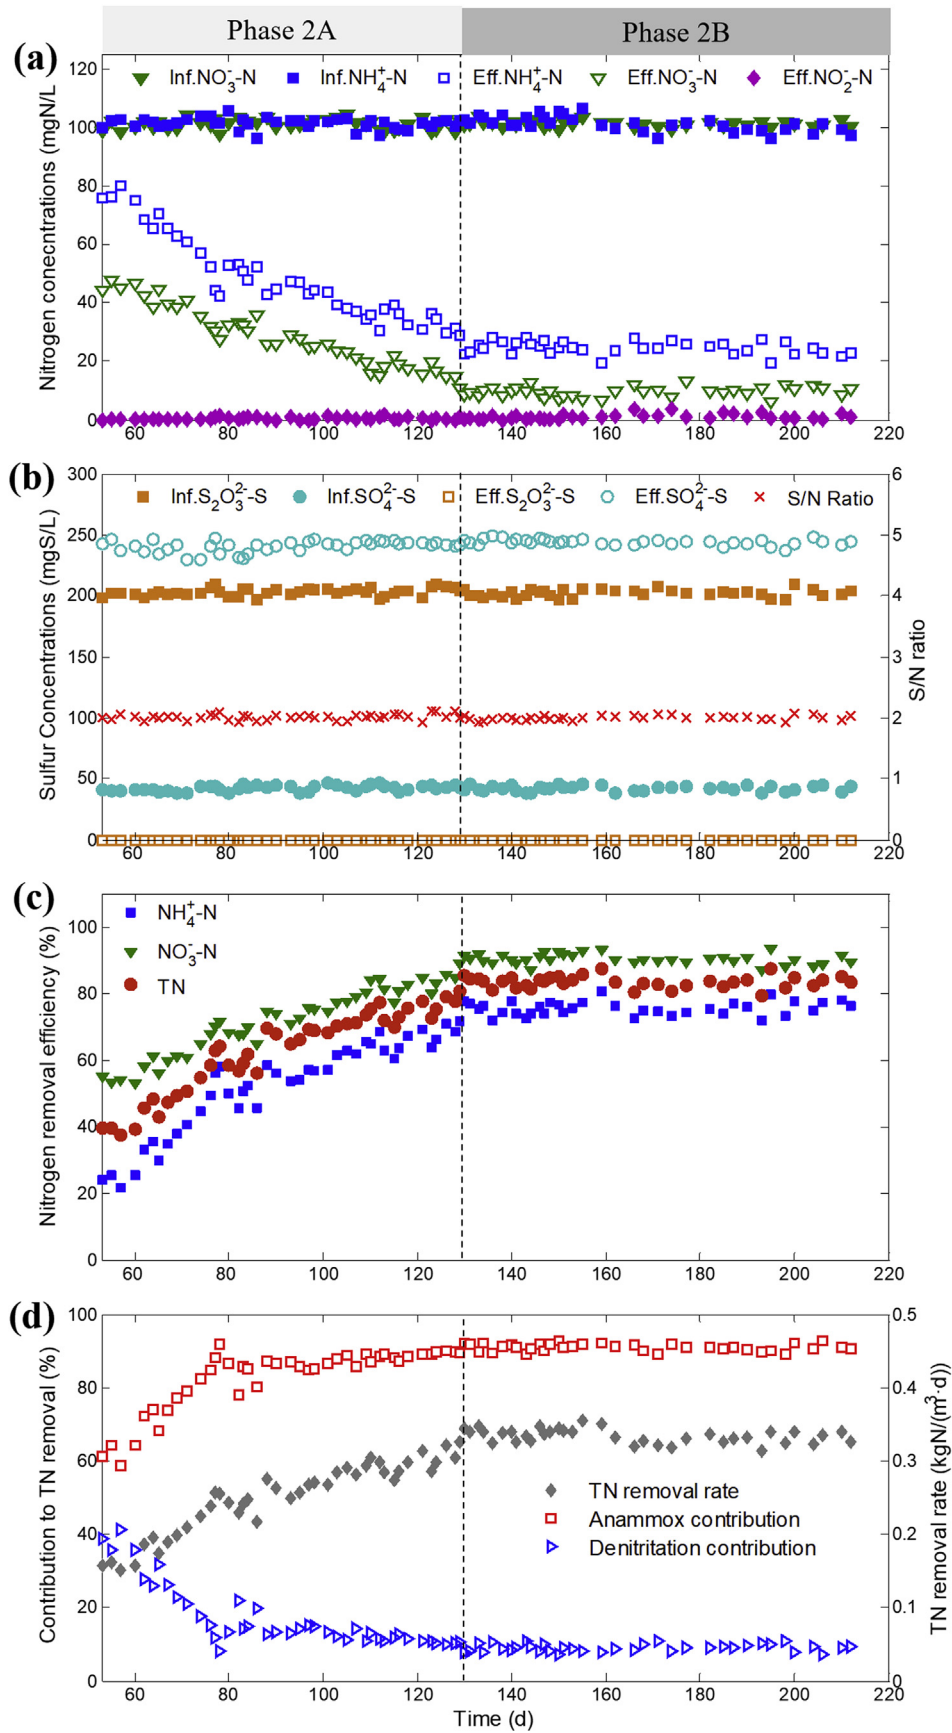 Phase 2A
Phase 2B
(a)
Inf.NO₃⁻-N Inf.NH₄⁺-N Eff.NH₄⁺-N Eff.NO₃⁻-N Eff.NO₂⁻-N
Nitrogen conecntrations (mgN/L)
120
100
80
60
40
20
0
60 80 100 120 140 160 180 200 220
(b)
Inf.S₂O₃²⁻-S Inf.SO₄²⁻-S Eff.S₂O₃²⁻-S Eff.SO₄²⁻-S S/N Ratio
Sulfur Concentrations (mgS/L)
300
250
200
150
100
50
0
6
5
4
3
2
1
0
S/N ratio
60 80 100 120 140 160 180 200 220
(c)
NH₄⁺-N
NO₃⁻-N
TN
Nitrogen removal efficiency (%)
100
80
60
40
20
0
60 80 100 120 140 160 180 200 220
(d)
Contribution to TN removal (%)
100
80
60
40
20
0
TN removal rate
Anammox contribution
Denitritation contribution
0.5
0.4
0.3
0.2
0.1
0
TN removal rate (kgN/(m³·d)
60 80 100 120 140 160 180 200 220
Time (d)